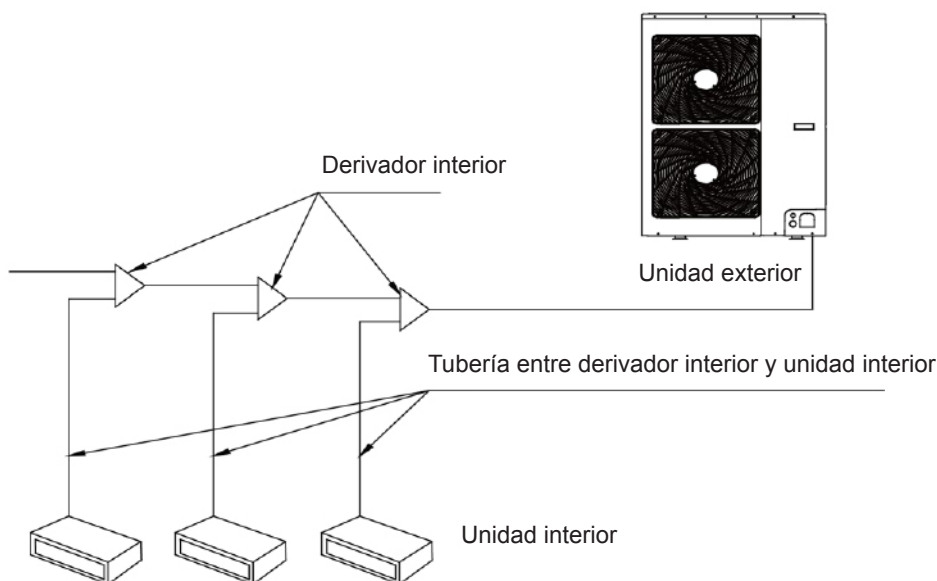 Derivador interior
Unidad exterior
Tubería entre derivador interior y unidad interior
Unidad interior